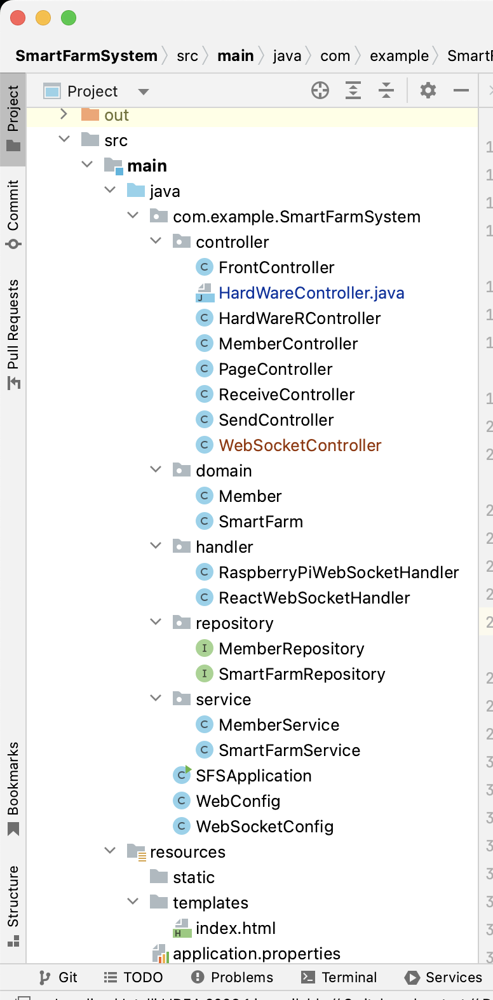 SmartFarmSystem src main java com example
Project
out
src
main
java
com.example.SmartFarmSystem
controller
FrontController
HardWareController.java
HardWareRController
MemberController
PageController
ReceiveController
SendController
WebSocketController
domain
Member
SmartFarm
handler
RaspberryPiWebSocketHandler
ReactWebSocketHandler
repository
MemberRepository
SmartFarmRepository
service
MemberService
SmartFarmService
SFSApplication
WebConfig
WebSocketConfig
resources
static
templates
index.html
application.properties
Project
Commit
Pull Requests
Bookmarks
Structure
Git TODO Problems Terminal Services